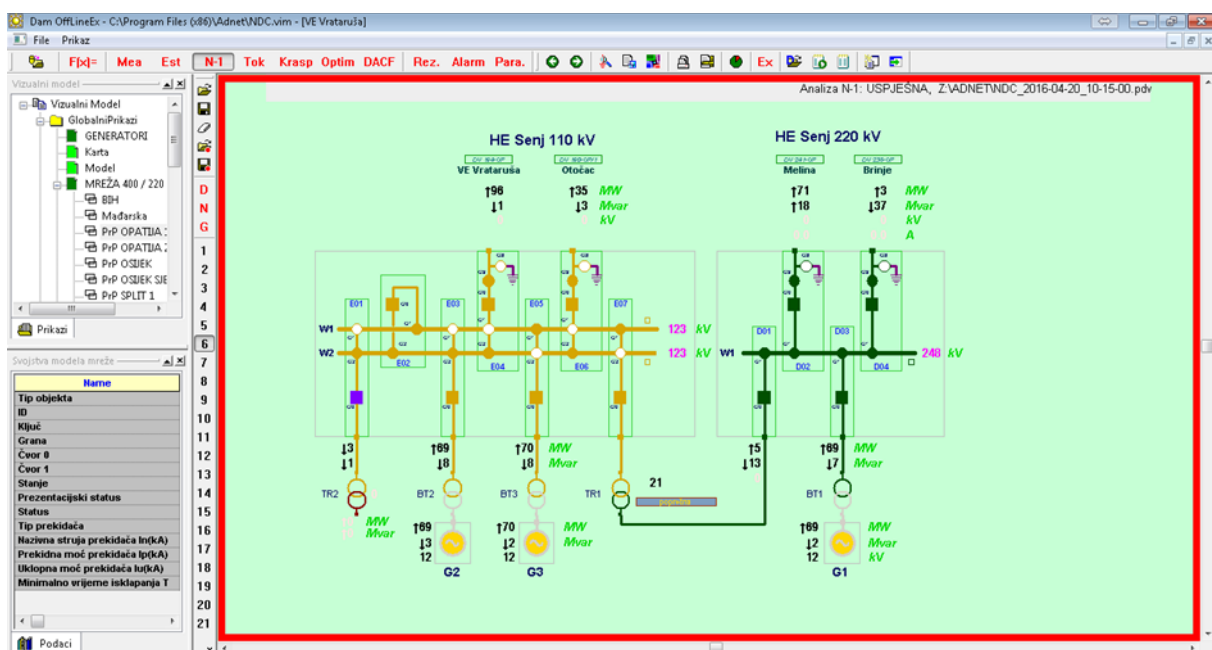 Dam OffLineEx - C:\Program Files (x86)\Adnet\NDC.vim - [VE Vrataruša]
File Prikaz
F[x]= Mea Est N-1 Tok Krasp Optim DACF Rez. Alarm Para. Ex
Vizualni model
Vizualni Model
GlobalniPrikazi
GENERATORI
Karta
Model
MREŽA 400 / 220
BIH
Mađarska
PrP OPATIJA 1
PrP OPATIJA 2
PrP OSIJEK
PrP OSIJEK SJE
PrP SPLIT 1
Prikazi
Svojstva modela mreže
Name
Tip objekta
ID
Ključ
Grana
Čvor 0
Čvor 1
Stanje
Prezentacijski status
Status
Tip prekidača
Nazivna struja prekidača In(kA)
Prekidna moć prekidača Ip(kA)
Uklopna moć prekidača Iu(kA)
Minimalno vrijeme isklapanja T
Podaci
D
N
G
1
2
3
4
5
6
7
8
9
10
11
12
13
14
15
16
17
18
19
20
21
Analiza N-1: USPJEŠNA, Z:\ADNET\NDC_2016-04-20_10-15-00.pdv
HE Senj 110 kV
HE Senj 220 kV
VE Vrataruša Otočac Melina Brinje
↑96 ↑35 MW ↑71 ↑3 MW
↓1 ↓3 Mvar ↑18 ↓37 Mvar
kV kV
A
E01 E03 E05 E07
W1 123 kV D01 D03
W2 123 kV W1 248 kV
E02 E04 E06 D02 D04
↓3 ↑69 ↑70 MW ↑5 ↑69 MW
↓1 ↓8 ↓8 Mvar ↓13 ↓7 Mvar
TR2 BT2 BT3 TR1 21 BT1
poprečna
MW ↑69 ↑70 MW ↑69 MW
Mvar ↓3 ↓2 Mvar ↓2 Mvar
12 12 12 kV
G2 G3 G1